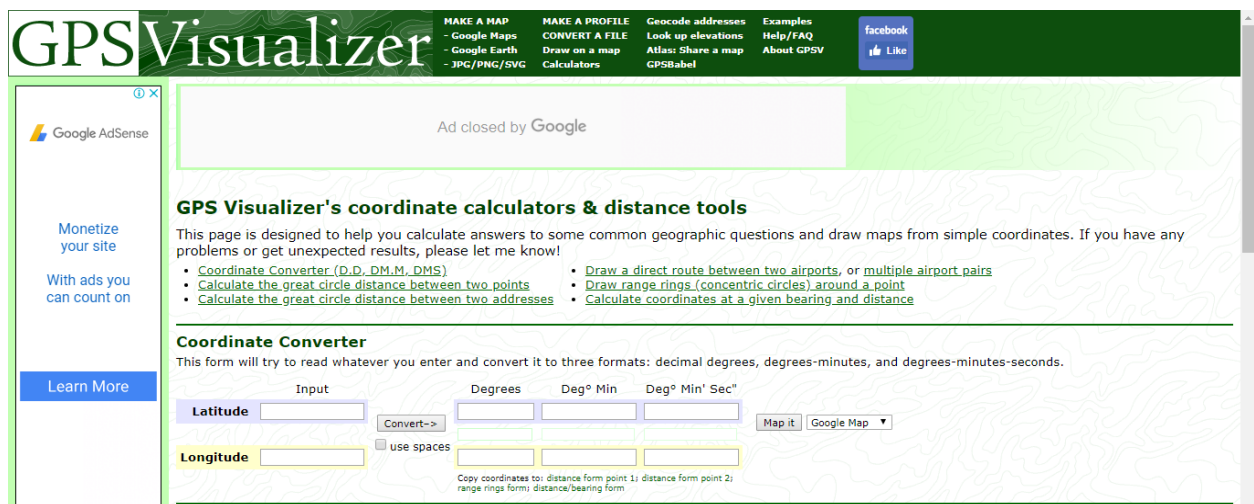 GPSVisualizer
MAKE A MAP
- Google Maps
- Google Earth
- JPG/PNG/SVG
MAKE A PROFILE
CONVERT A FILE
Draw on a map
Calculators
Geocode addresses
Look up elevations
Atlas: Share a map
GPSBabel
Examples
Help/FAQ
About GPSV
facebook
Like
Google AdSense
Monetize
your site
With ads you
can count on
Learn More
Ad closed by Google
GPS Visualizer's coordinate calculators & distance tools
This page is designed to help you calculate answers to some common geographic questions and draw maps from simple coordinates. If you have any
problems or get unexpected results, please let me know!
• Coordinate Converter (D.D, DM.M, DMS)
• Calculate the great circle distance between two points
• Calculate the great circle distance between two addresses
• Draw a direct route between two airports, or multiple airport pairs
• Draw range rings (concentric circles) around a point
• Calculate coordinates at a given bearing and distance
Coordinate Converter
This form will try to read whatever you enter and convert it to three formats: decimal degrees, degrees-minutes, and degrees-minutes-seconds.
Input Degrees Deg° Min Deg° Min' Sec"
Latitude
Convert–>
use spaces
Map it Google Map
Longitude
Copy coordinates to: distance form point 1; distance form point 2;
range rings form; distance/bearing form